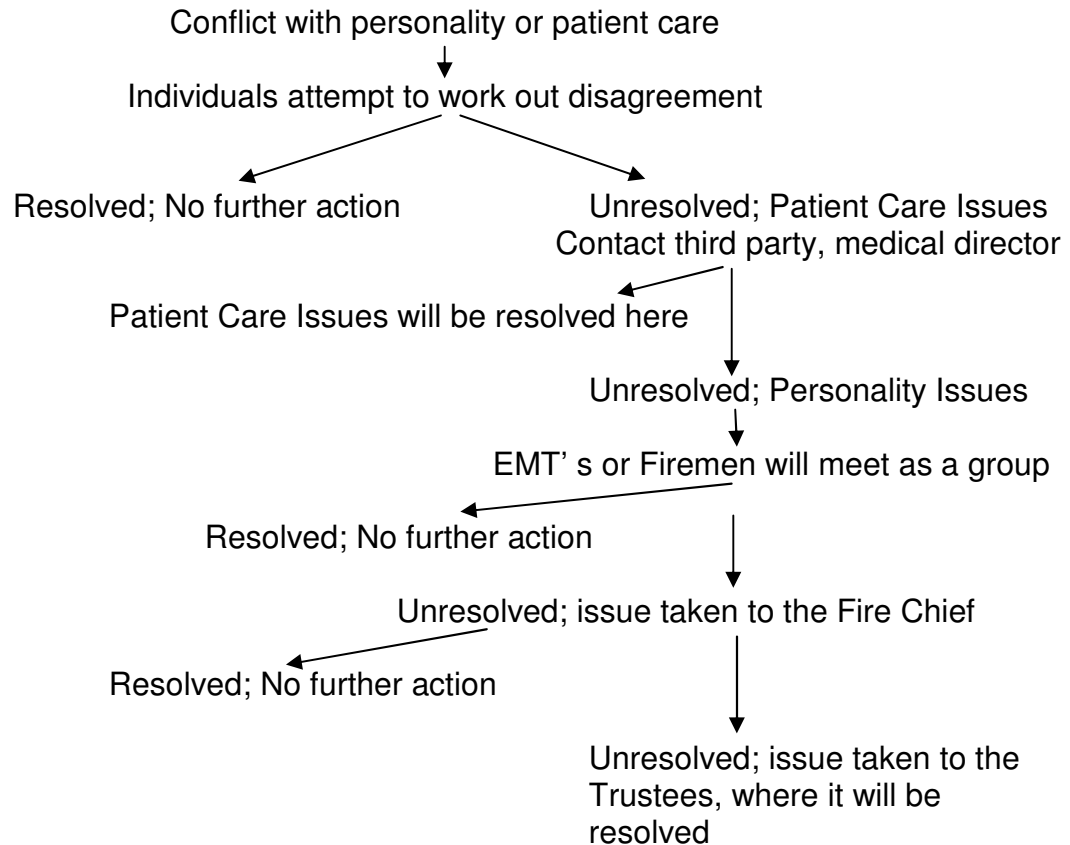 Conflict with personality or patient care
Individuals attempt to work out disagreement
Resolved; No further action
Unresolved; Patient Care Issues
Contact third party, medical director
Patient Care Issues will be resolved here
Unresolved; Personality Issues
EMT' s or Firemen will meet as a group
Resolved; No further action
Unresolved; issue taken to the Fire Chief
Resolved; No further action
Unresolved; issue taken to the
Trustees, where it will be
resolved